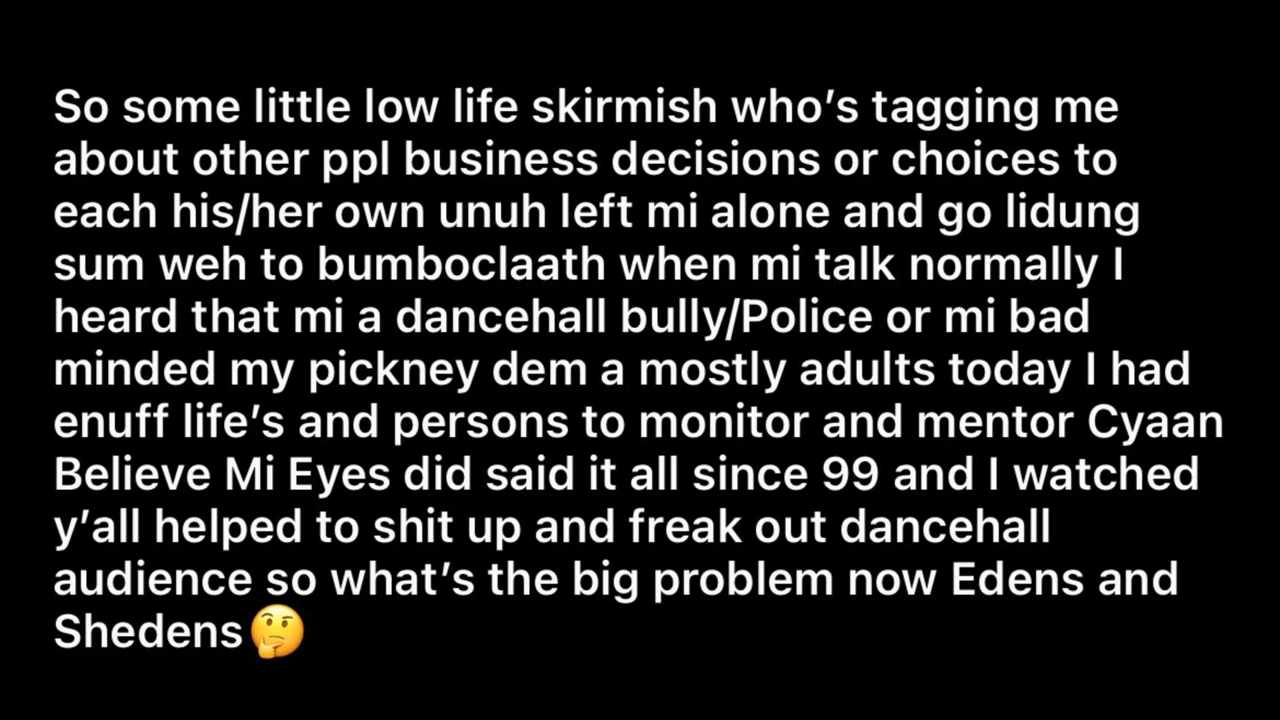 So some little low life skirmish who’s tagging me
about other ppl business decisions or choices to
each his/her own unuh left mi alone and go lidung
sum weh to bumboclaath when mi talk normally I
heard that mi a dancehall bully/Police or mi bad
minded my pickney dem a mostly adults today I had
enuff life’s and persons to monitor and mentor Cyaan
Believe Mi Eyes did said it all since 99 and I watched
y’all helped to shit up and freak out dancehall
audience so what’s the big problem now Edens and
Shedens🤔